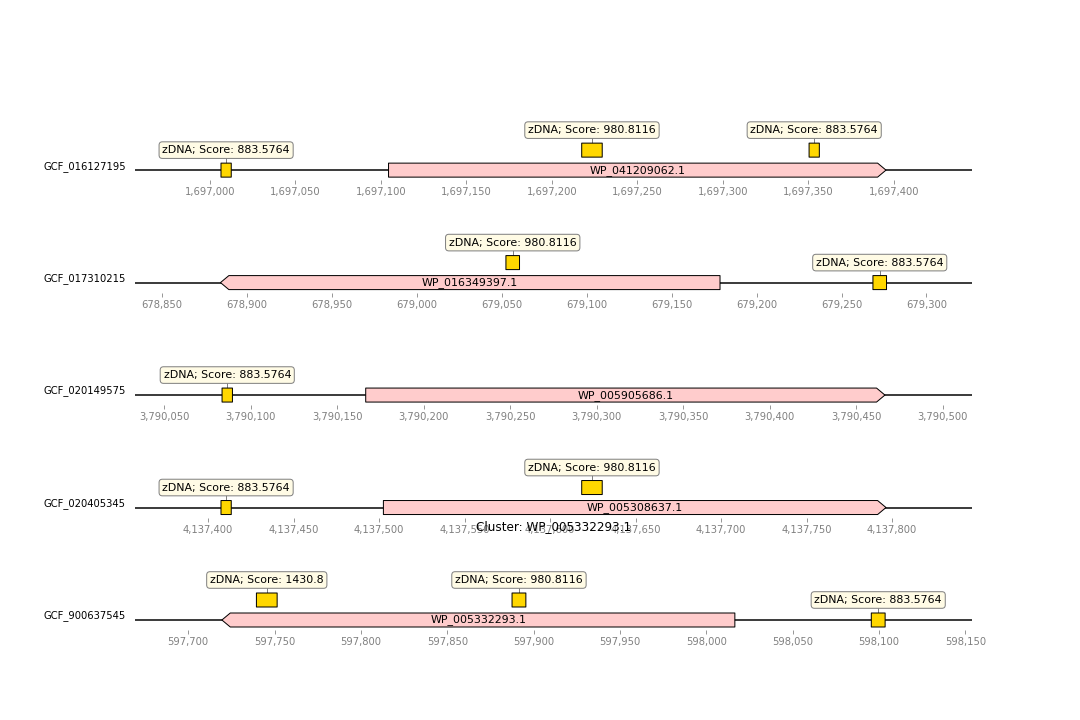 zDNA; Score: 980.8116
zDNA; Score: 883.5764
zDNA; Score: 883.5764
GCF_016127195
WP_041209062.1
1,697,000 1,697,050 1,697,100 1,697,150 1,697,200 1,697,250 1,697,300 1,697,350 1,697,400
zDNA; Score: 980.8116
zDNA; Score: 883.5764
GCF_017310215
WP_016349397.1
678,850 678,900 678,950 679,000 679,050 679,100 679,150 679,200 679,250 679,300
zDNA; Score: 883.5764
GCF_020149575
WP_005905686.1
3,790,050 3,790,100 3,790,150 3,790,200 3,790,250 3,790,300 3,790,350 3,790,400 3,790,450 3,790,500
zDNA; Score: 980.8116
zDNA; Score: 883.5764
GCF_020405345
WP_005308637.1
4,137,400 4,137,450 4,137,500 4,137,550 4,137,600 4,137,650 4,137,700 4,137,750 4,137,800
Cluster: WP_005332293.1
zDNA; Score: 1430.8
zDNA; Score: 980.8116
zDNA; Score: 883.5764
GCF_900637545
WP_005332293.1
597,700 597,750 597,800 597,850 597,900 597,950 598,000 598,050 598,100 598,150